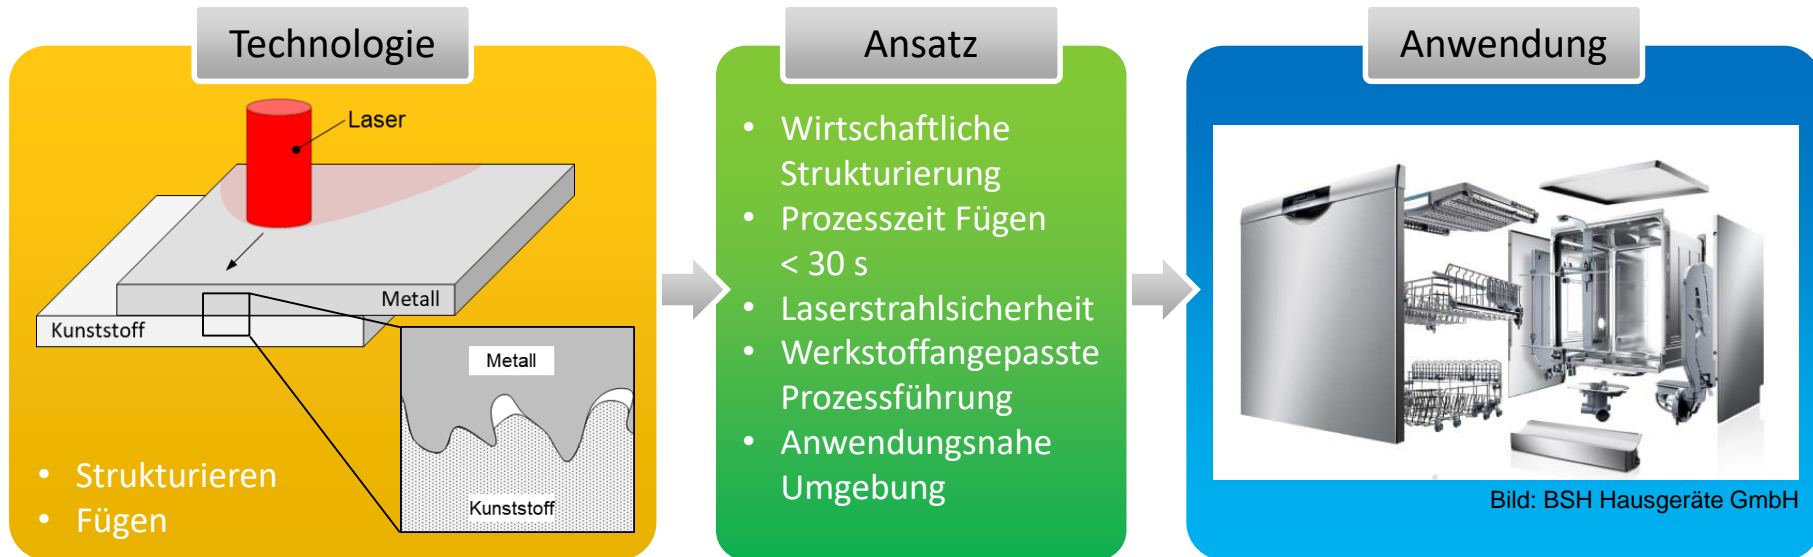 Technologie
Laser
Metall
Kunststoff
Metall
Kunststoff
• Strukturieren
• Fügen
Ansatz
• Wirtschaftliche
Strukturierung
• Prozesszeit Fügen
< 30 s
• Laserstrahlsicherheit
• Werkstoffangepasste
Prozessführung
• Anwendungsnahe
Umgebung
Anwendung
Bild: BSH Hausgeräte GmbH